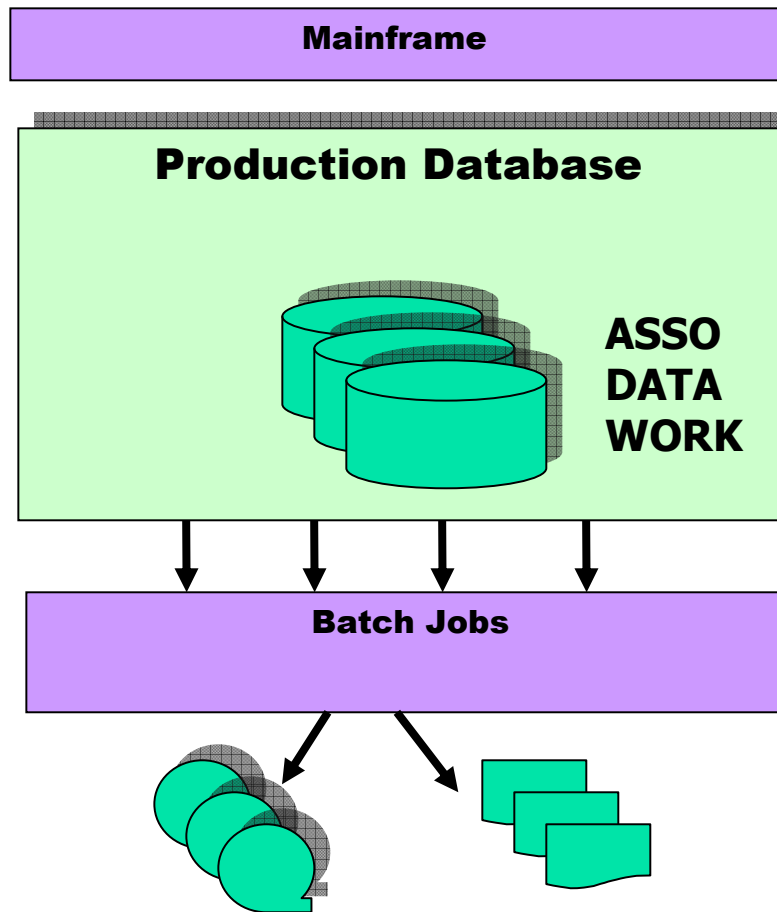 Mainframe
Production Database
ASSO
DATA
WORK
Batch Jobs